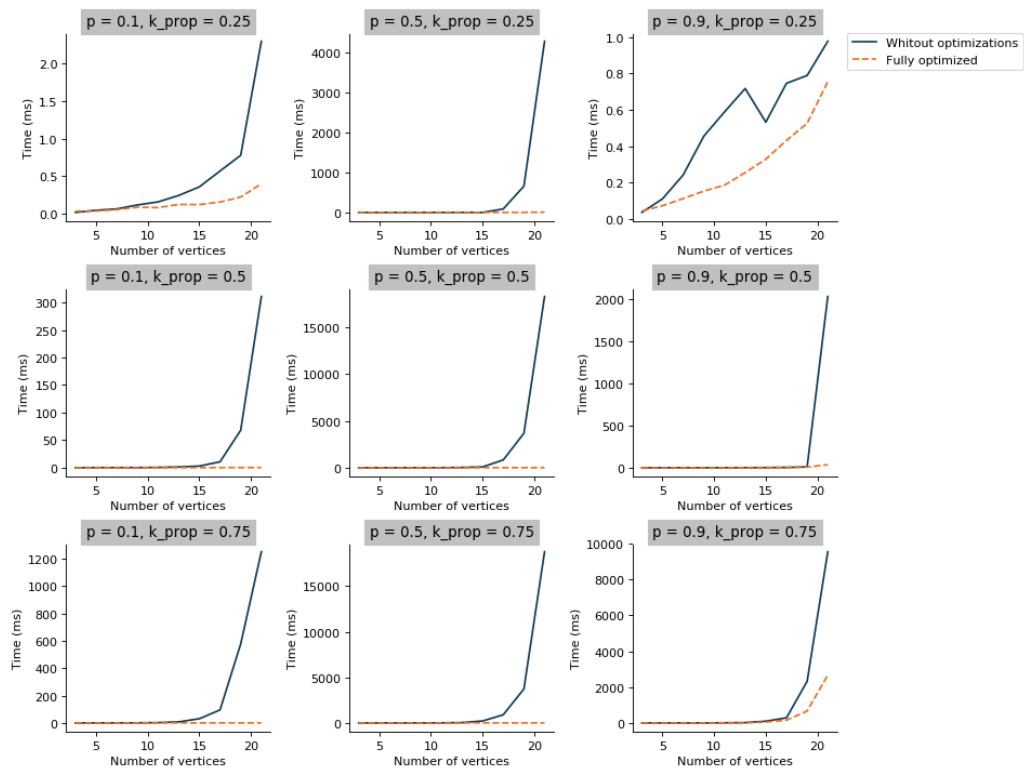 p = 0.1, k_prop = 0.25
p = 0.5, k_prop = 0.25
p = 0.9, k_prop = 0.25
Whitout optimizations
Fully optimized
Time (ms)
2.0
1.5
1.0
0.5
0.0
5 10 15 20
Number of vertices
Time (ms)
4000
3000
2000
1000
0
5 10 15 20
Number of vertices
Time (ms)
1.0
0.8
0.6
0.4
0.2
0.0
5 10 15 20
Number of vertices
p = 0.1, k_prop = 0.5
p = 0.5, k_prop = 0.5
p = 0.9, k_prop = 0.5
Time (ms)
300
250
200
150
100
50
0
5 10 15 20
Number of vertices
Time (ms)
15000
10000
5000
0
5 10 15 20
Number of vertices
Time (ms)
2000
1500
1000
500
0
5 10 15 20
Number of vertices
p = 0.1, k_prop = 0.75
p = 0.5, k_prop = 0.75
p = 0.9, k_prop = 0.75
Time (ms)
1200
1000
800
600
400
200
0
5 10 15 20
Number of vertices
Time (ms)
15000
10000
5000
0
5 10 15 20
Number of vertices
Time (ms)
10000
8000
6000
4000
2000
0
5 10 15 20
Number of vertices